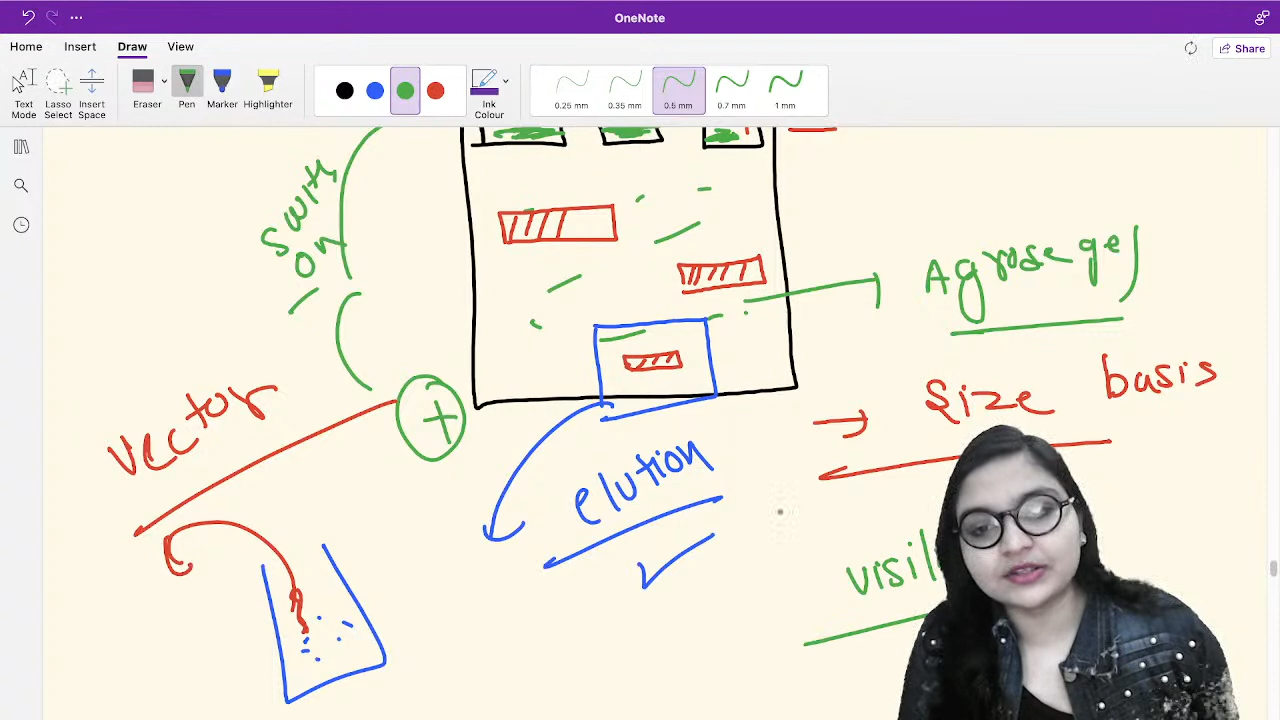 OneNote
Home Insert Draw View
Share
Text Mode
Lasso Select
Insert Space
Eraser
Pen
Marker
Highlighter
Ink Colour
0.25 mm
0.35 mm
0.5 mm
0.7 mm
1 mm
Swith
on
Agrose gel
+
vector
Size basis
elution